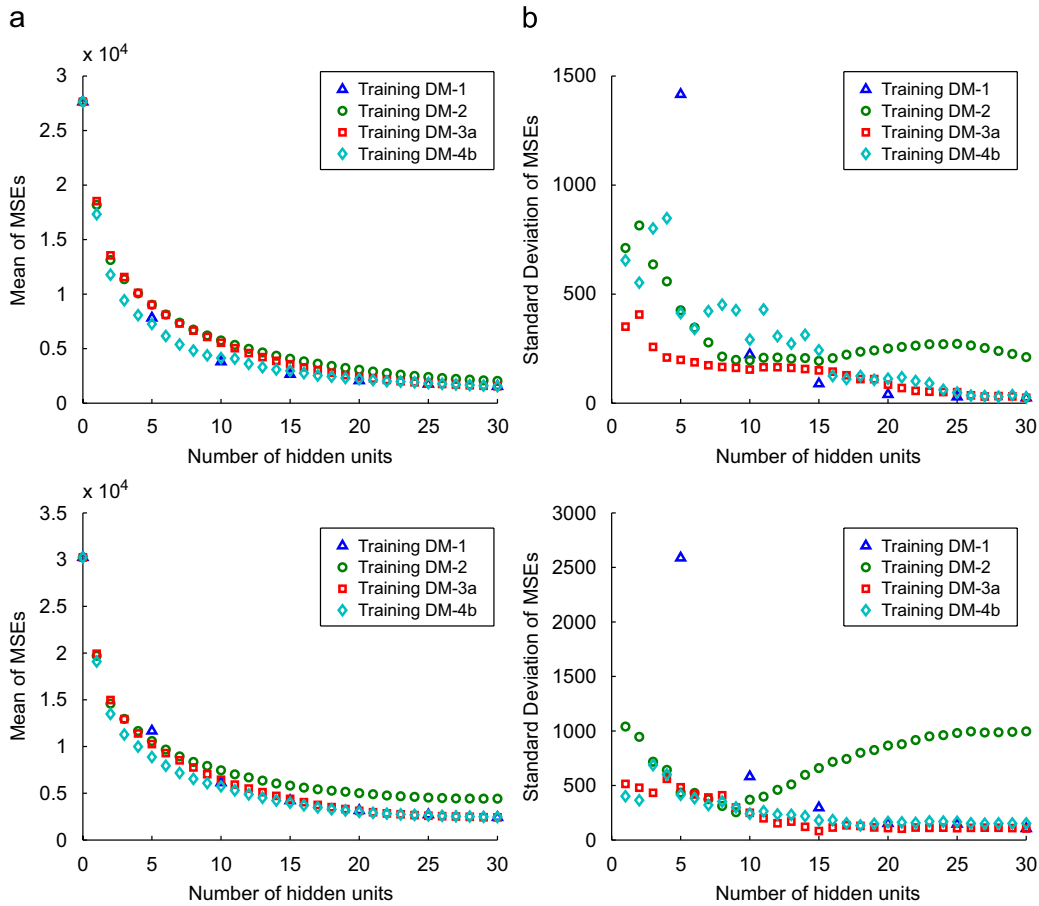 a
x 10⁴
3
2.5
2
1.5
1
0.5
0
Mean of MSEs
0 5 10 15 20 25 30
Number of hidden units
Training DM-1
Training DM-2
Training DM-3a
Training DM-4b
b
1500
1000
500
0
Standard Deviation of MSEs
0 5 10 15 20 25 30
Number of hidden units
Training DM-1
Training DM-2
Training DM-3a
Training DM-4b
x 10⁴
3.5
3
2.5
2
1.5
1
0.5
0
Mean of MSEs
0 5 10 15 20 25 30
Number of hidden units
Training DM-1
Training DM-2
Training DM-3a
Training DM-4b
3000
2500
2000
1500
1000
500
0
Standard Deviation of MSEs
0 5 10 15 20 25 30
Number of hidden units
Training DM-1
Training DM-2
Training DM-3a
Training DM-4b